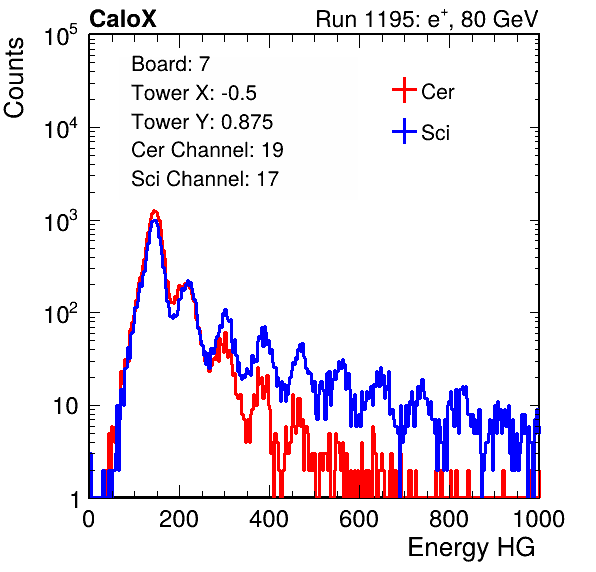 CaloX Run 1195: e⁺, 80 GeV
Counts
10⁵
10⁴
10³
10²
10
1
Board: 7
Tower X: -0.5
Tower Y: 0.875
Cer Channel: 19
Sci Channel: 17
Cer
Sci
0 200 400 600 800 1000
Energy HG